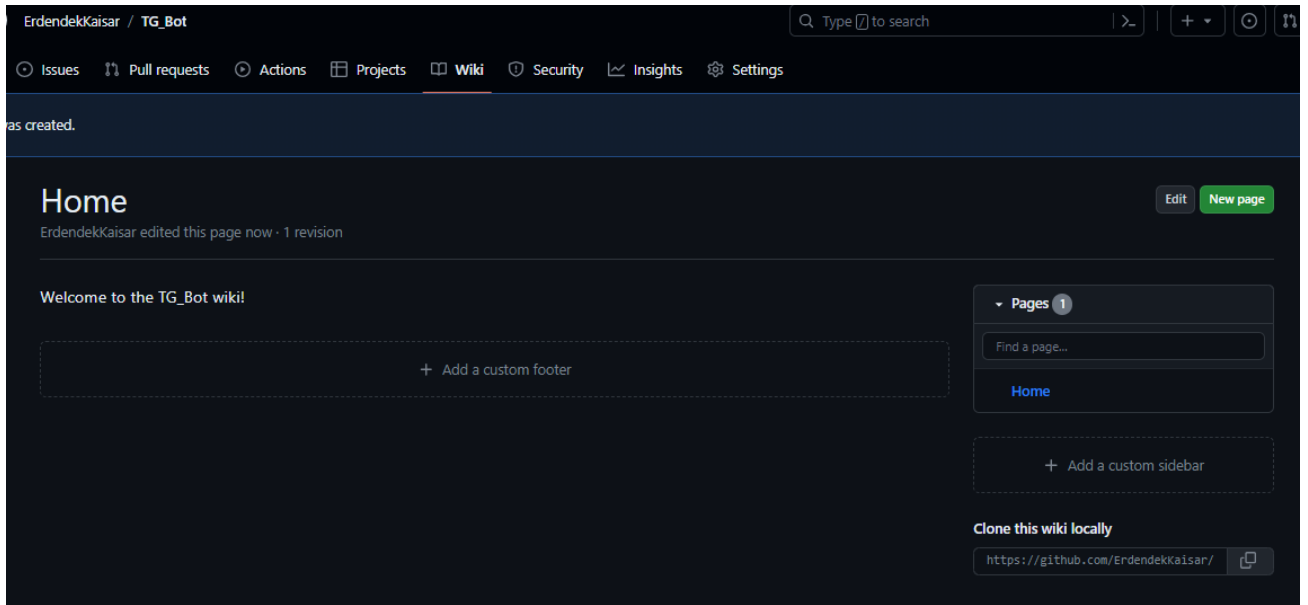 ErdendekKaisar / TG_Bot
Type / to search
Issues Pull requests Actions Projects Wiki Security Insights Settings
was created.
Home
Edit New page
ErdendekKaisar edited this page now · 1 revision
Welcome to the TG_Bot wiki!
Pages 1
Find a page...
Home
+ Add a custom footer
+ Add a custom sidebar
Clone this wiki locally
https://github.com/ErdendekKaisar/